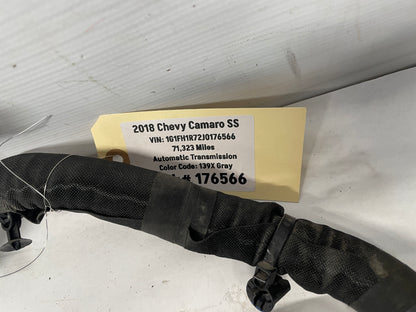 2018 Chevy Camaro SS
VIN: 1G1FH1R72J0176566
71,323 Miles
Automatic Transmission
Color Code: 139X Gray
# 176566